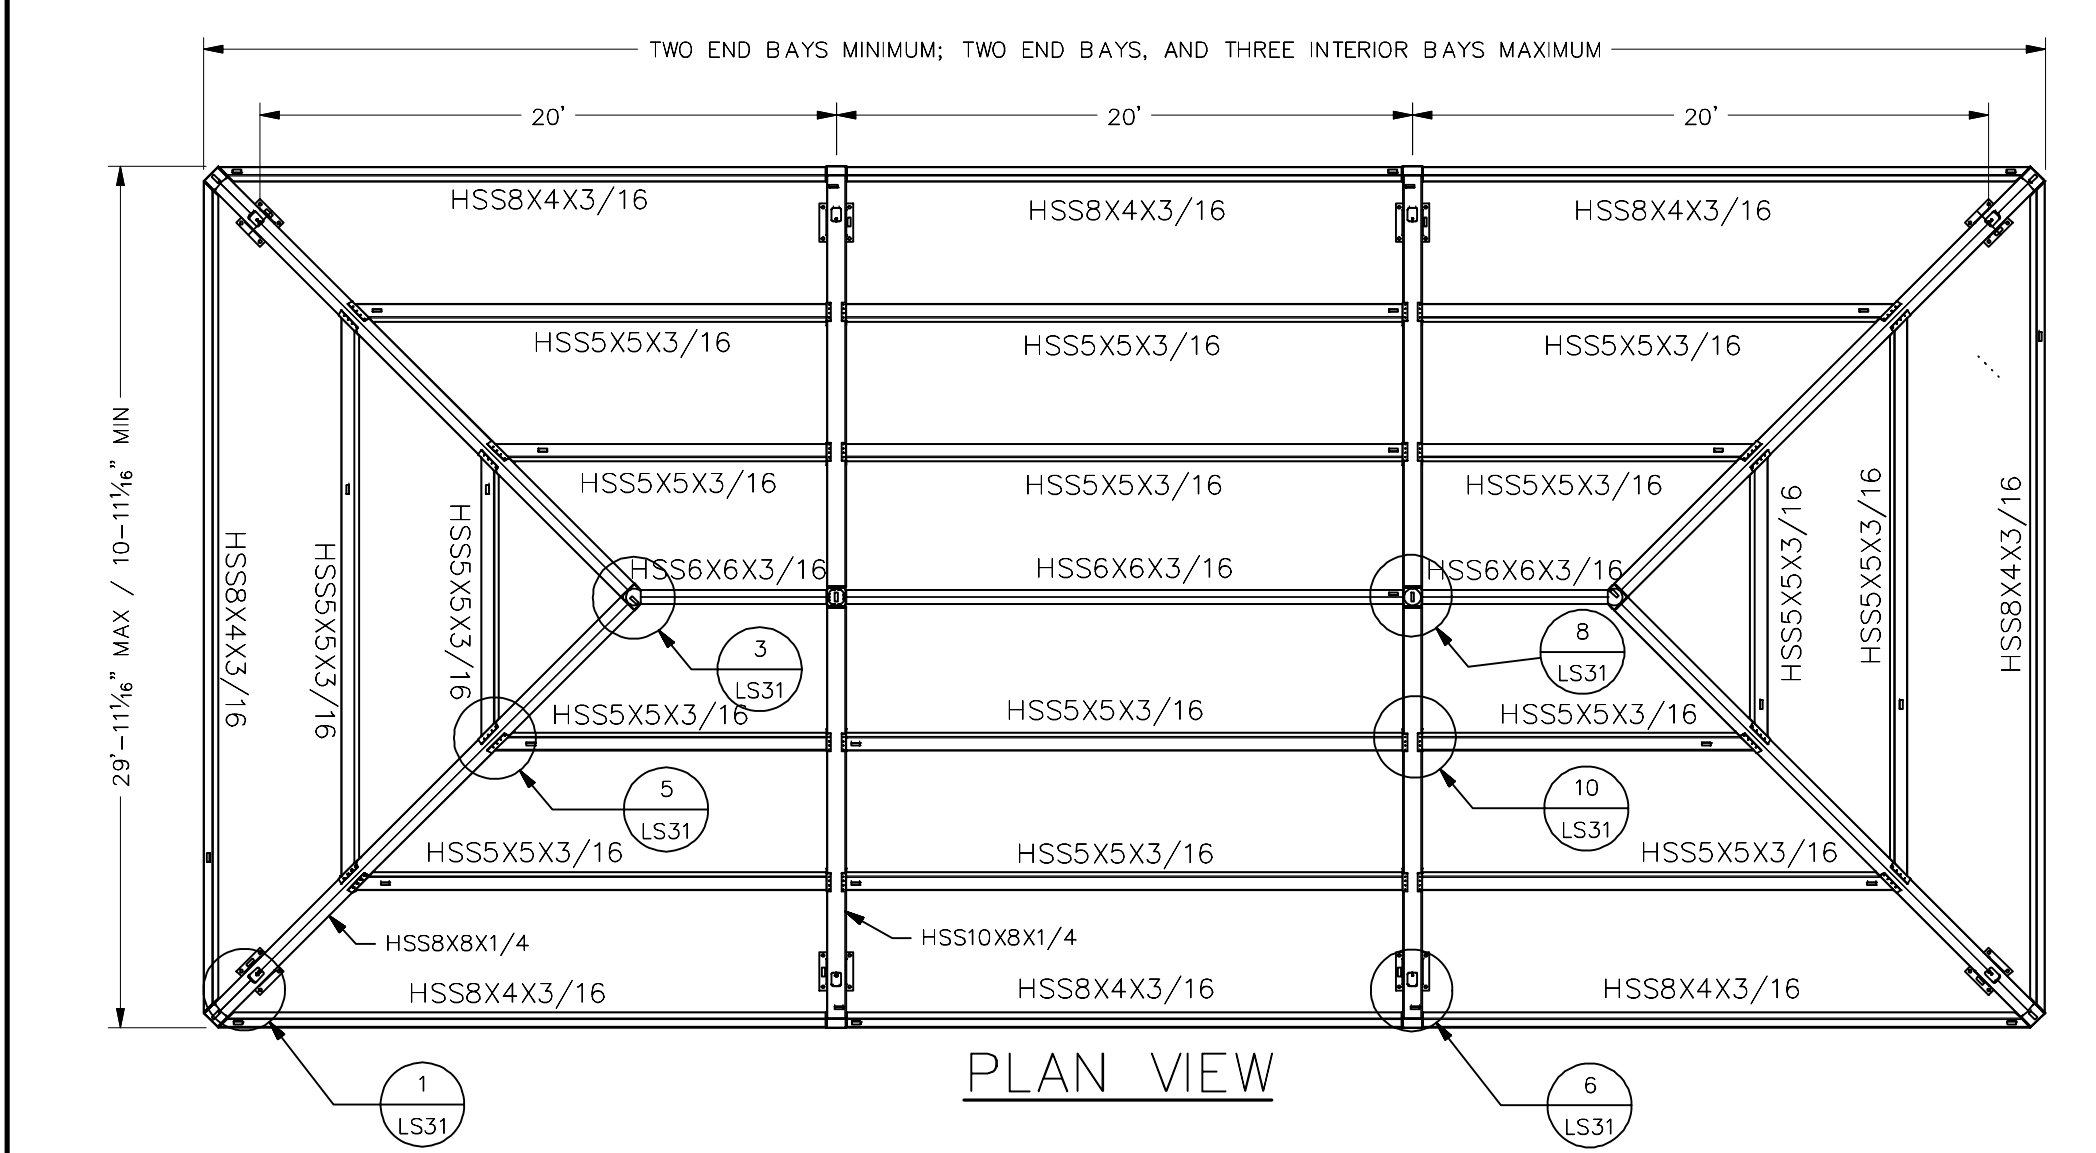 TWO END BAYS MINIMUM; TWO END BAYS, AND THREE INTERIOR BAYS MAXIMUM
20'
20'
20'
29'-11 1/16" MAX / 10-11 1/16" MIN
HSS8X4X3/16
HSS8X4X3/16
HSS8X4X3/16
HSS5X5X3/16
HSS5X5X3/16
HSS5X5X3/16
HSS5X5X3/16
HSS5X5X3/16
HSS5X5X3/16
HSS8X4X3/16
HSS5X5X3/16
HSS5X5X3/16
HSS6X6X3/16
HSS6X6X3/16
HSS6X6X3/16
HSS5X5X3/16
HSS5X5X3/16
HSS8X4X3/16
3
LS31
8
LS31
HSS5X5X3/16
HSS5X5X3/16
HSS5X5X3/16
5
LS31
10
LS31
HSS5X5X3/16
HSS5X5X3/16
HSS5X5X3/16
HSS8X8X1/4
HSS10X8X1/4
HSS8X4X3/16
HSS8X4X3/16
HSS8X4X3/16
PLAN VIEW
1
LS31
6
LS31